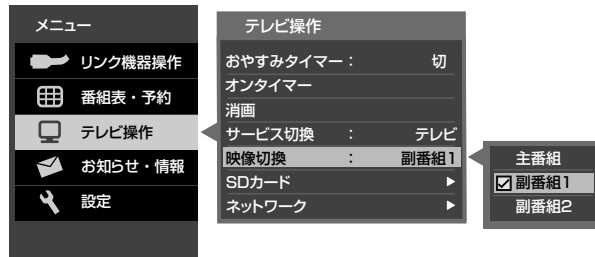 メニュー
リンク機器操作
番組表・予約
テレビ操作
お知らせ・情報
設定
テレビ操作
おやすみタイマー： 切
オンタイマー
消画
サービス切換 ： テレビ
映像切換 ： 副番組1
SDカード
ネットワーク
主番組
副番組1
副番組2